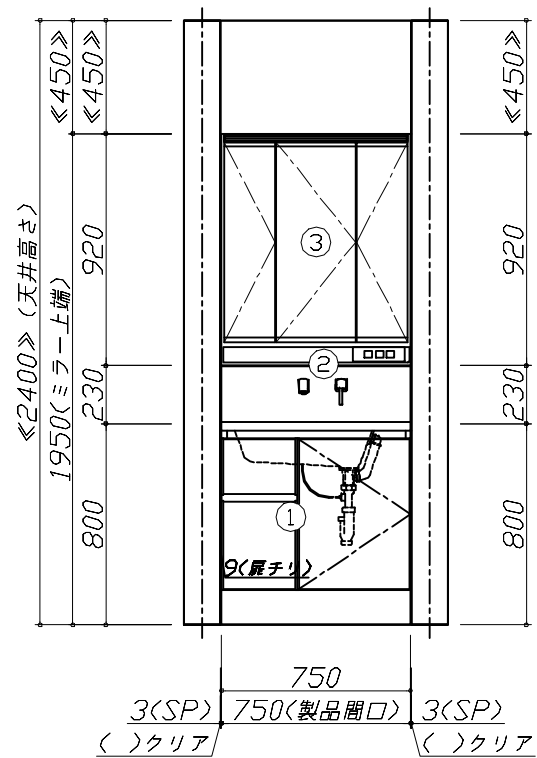 ≪450≫
≪450≫
≪450≫
920
920
≪2400≫(天井高さ)
1950(ミラー上端)
230
230
800
800
③
②
①
9(扉チリ)
750
3(SP) 750(製品間口) 3(SP)
( )クリア ( )クリア